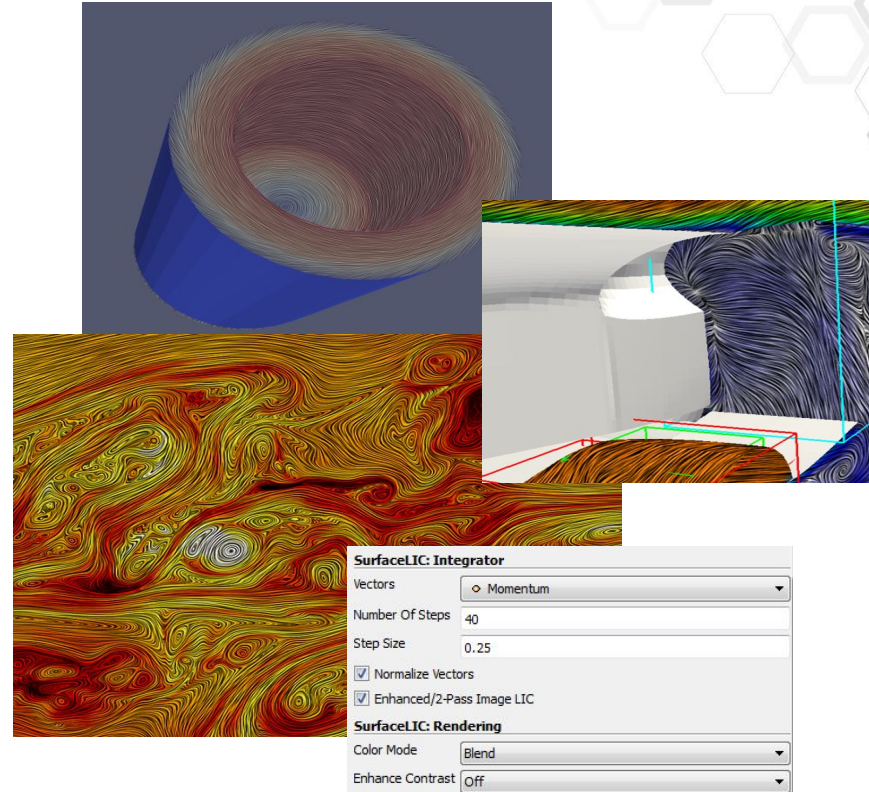 SurfaceLIC: Integrator
Vectors Momentum
Number Of Steps 40
Step Size 0.25
Normalize Vectors
Enhanced/2-Pass Image LIC
SurfaceLIC: Rendering
Color Mode Blend
Enhance Contrast Off